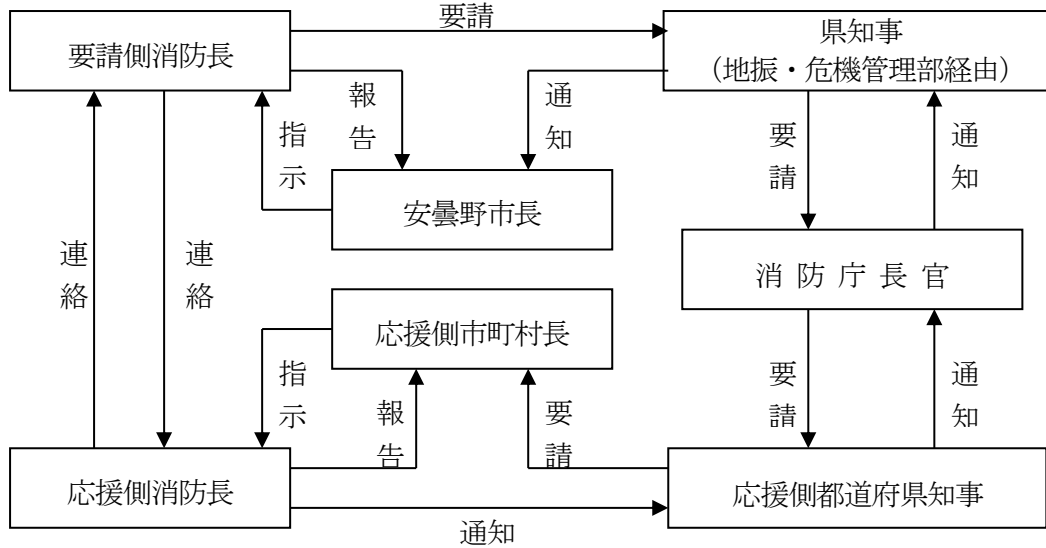 要請
要請側消防長
県知事
（地振・危機管理部経由）
報告
通知
指示
要請
通知
安曇野市長
連絡
連絡
消防庁長官
応援側市町村長
指示
報告
要請
要請
通知
応援側消防長
応援側都道府県知事
通知